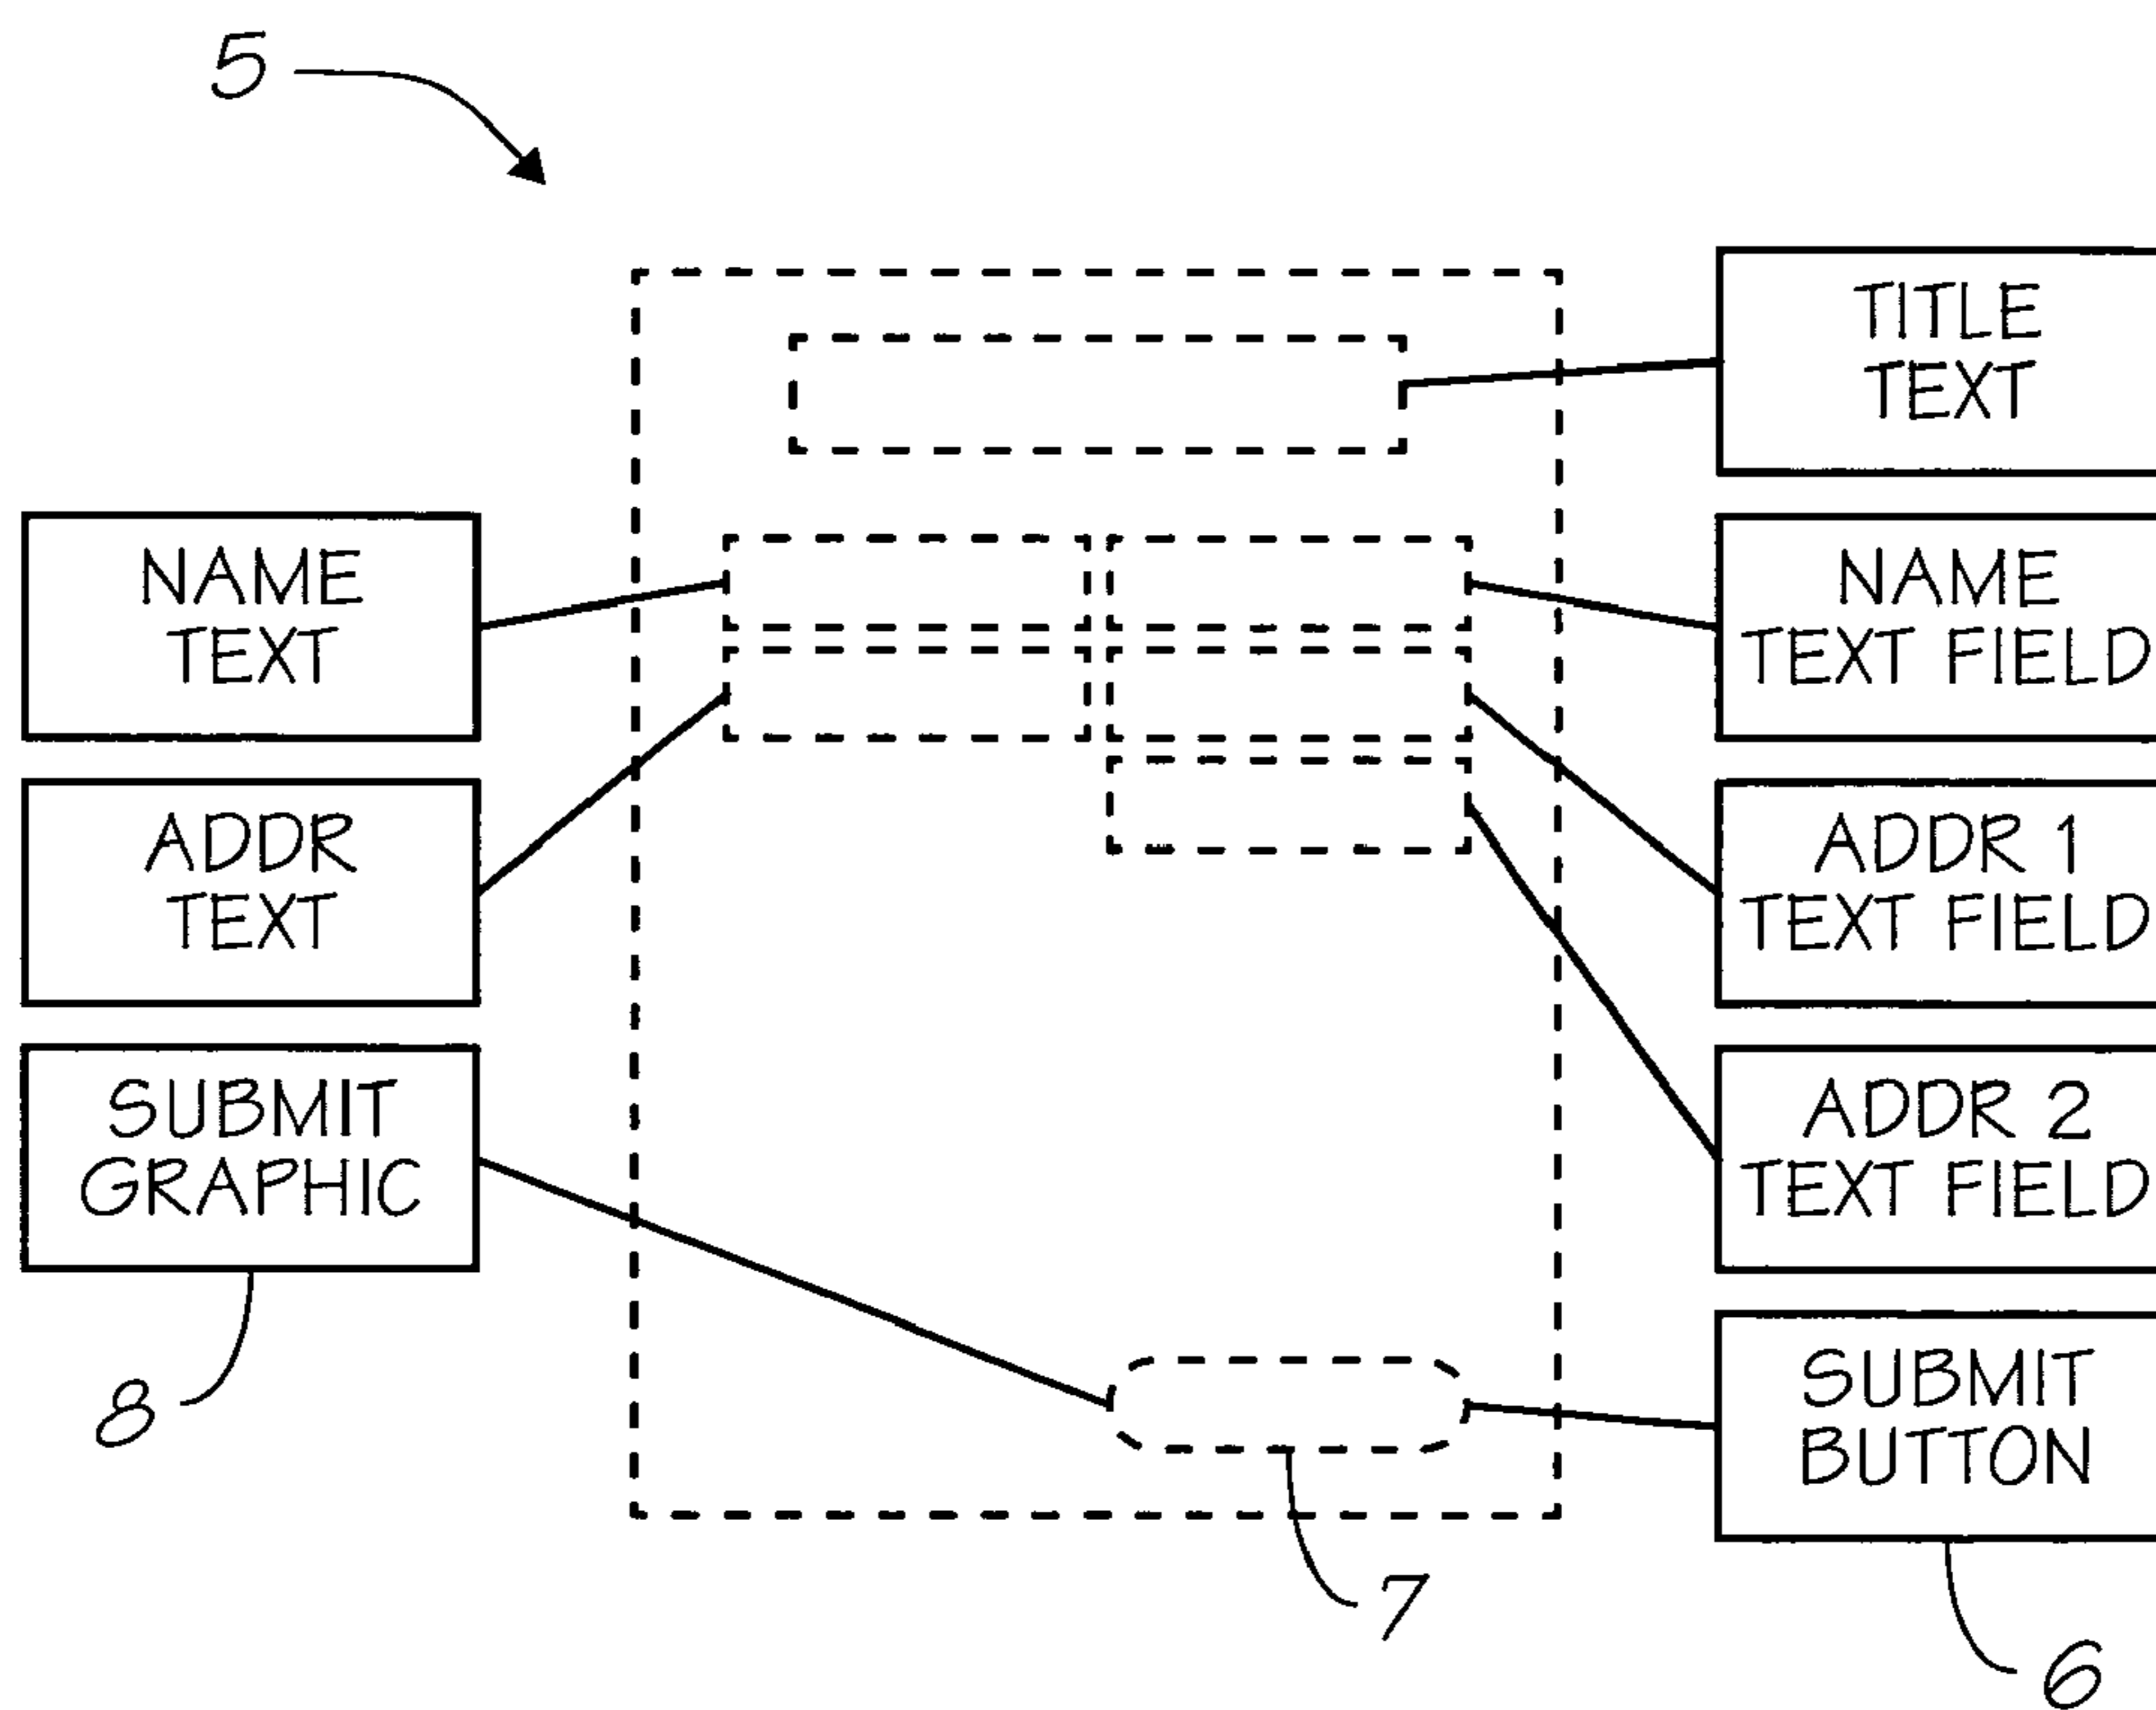 5
TITLE
TEXT
NAME
TEXT
NAME
TEXT FIELD
ADDR
TEXT
ADDR 1
TEXT FIELD
SUBMIT
GRAPHIC
ADDR 2
TEXT FIELD
SUBMIT
BUTTON
8
7
6